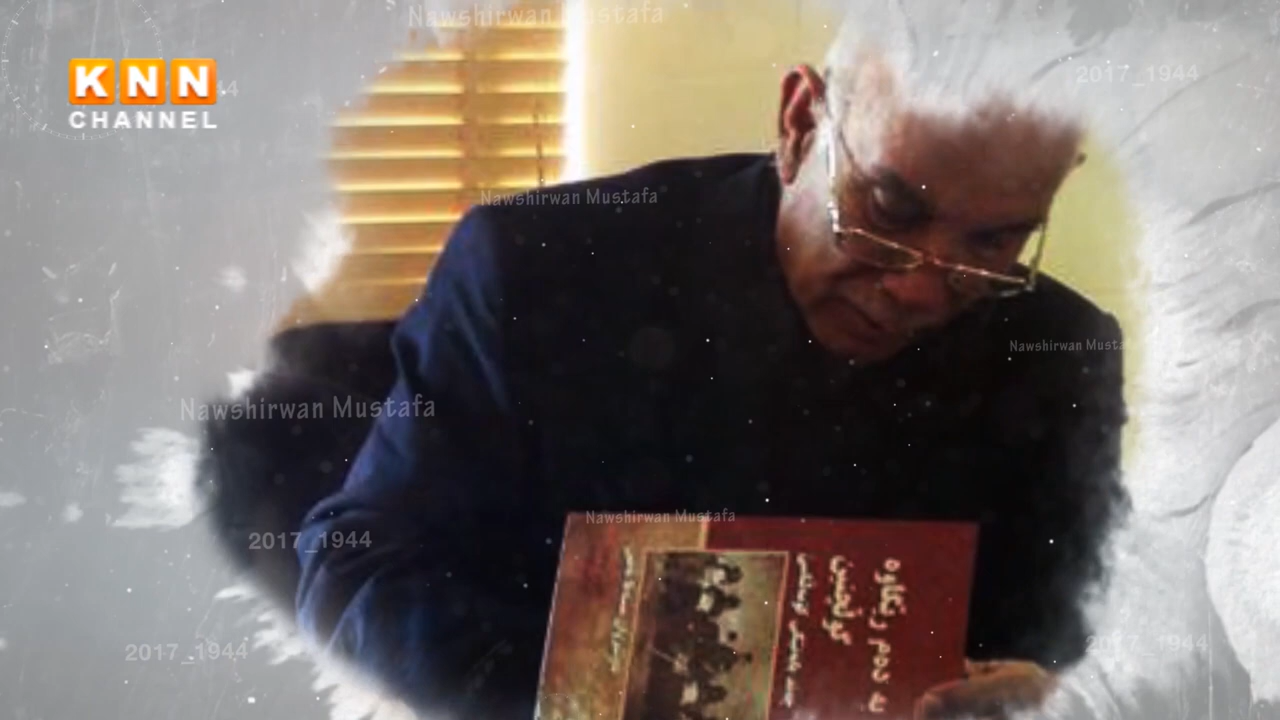 Nawshirwan Mustafa
KNN
CHANNEL
2017_1944
Nawshirwan Mustafa
Nawshirwan Mustafa
Nawshirwan Mustafa
Nawshirwan Mustafa
2017_1944
2017_1944
2017_1944
بە دەم ڕێگاوە
گوڵچنین